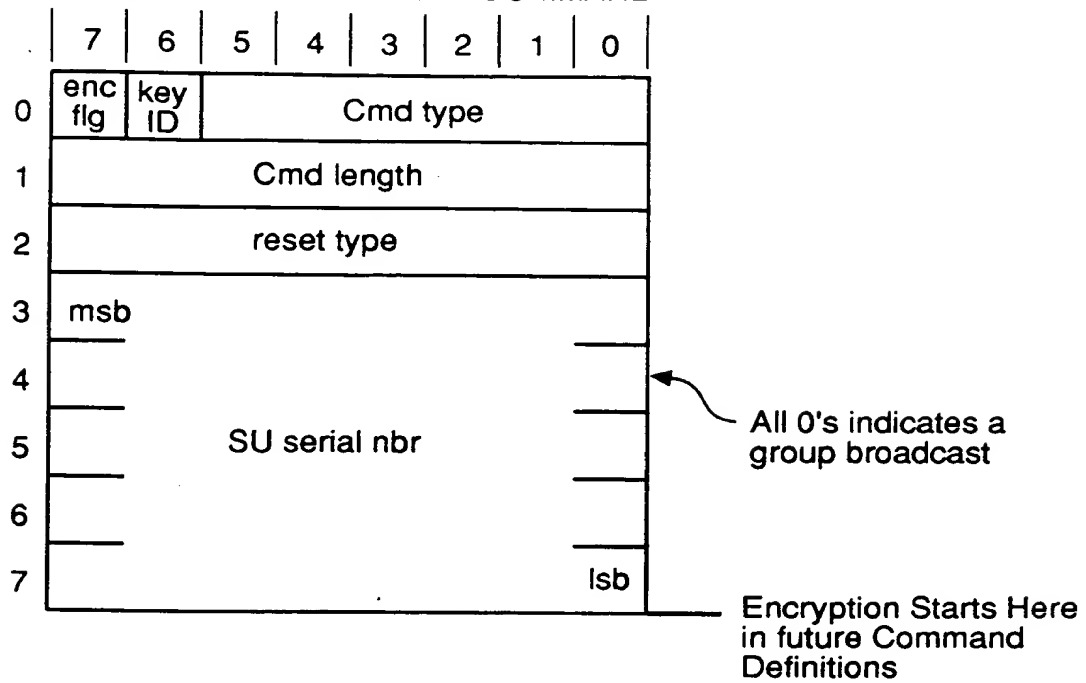 7 6 5 4 3 2 1 0
0 enc flg key ID Cmd type
1 Cmd length
2 reset type
3 msb
4
5 SU serial nbr
6
7 lsb
All 0's indicates a
group broadcast
Encryption Starts Here
in future Command
Definitions